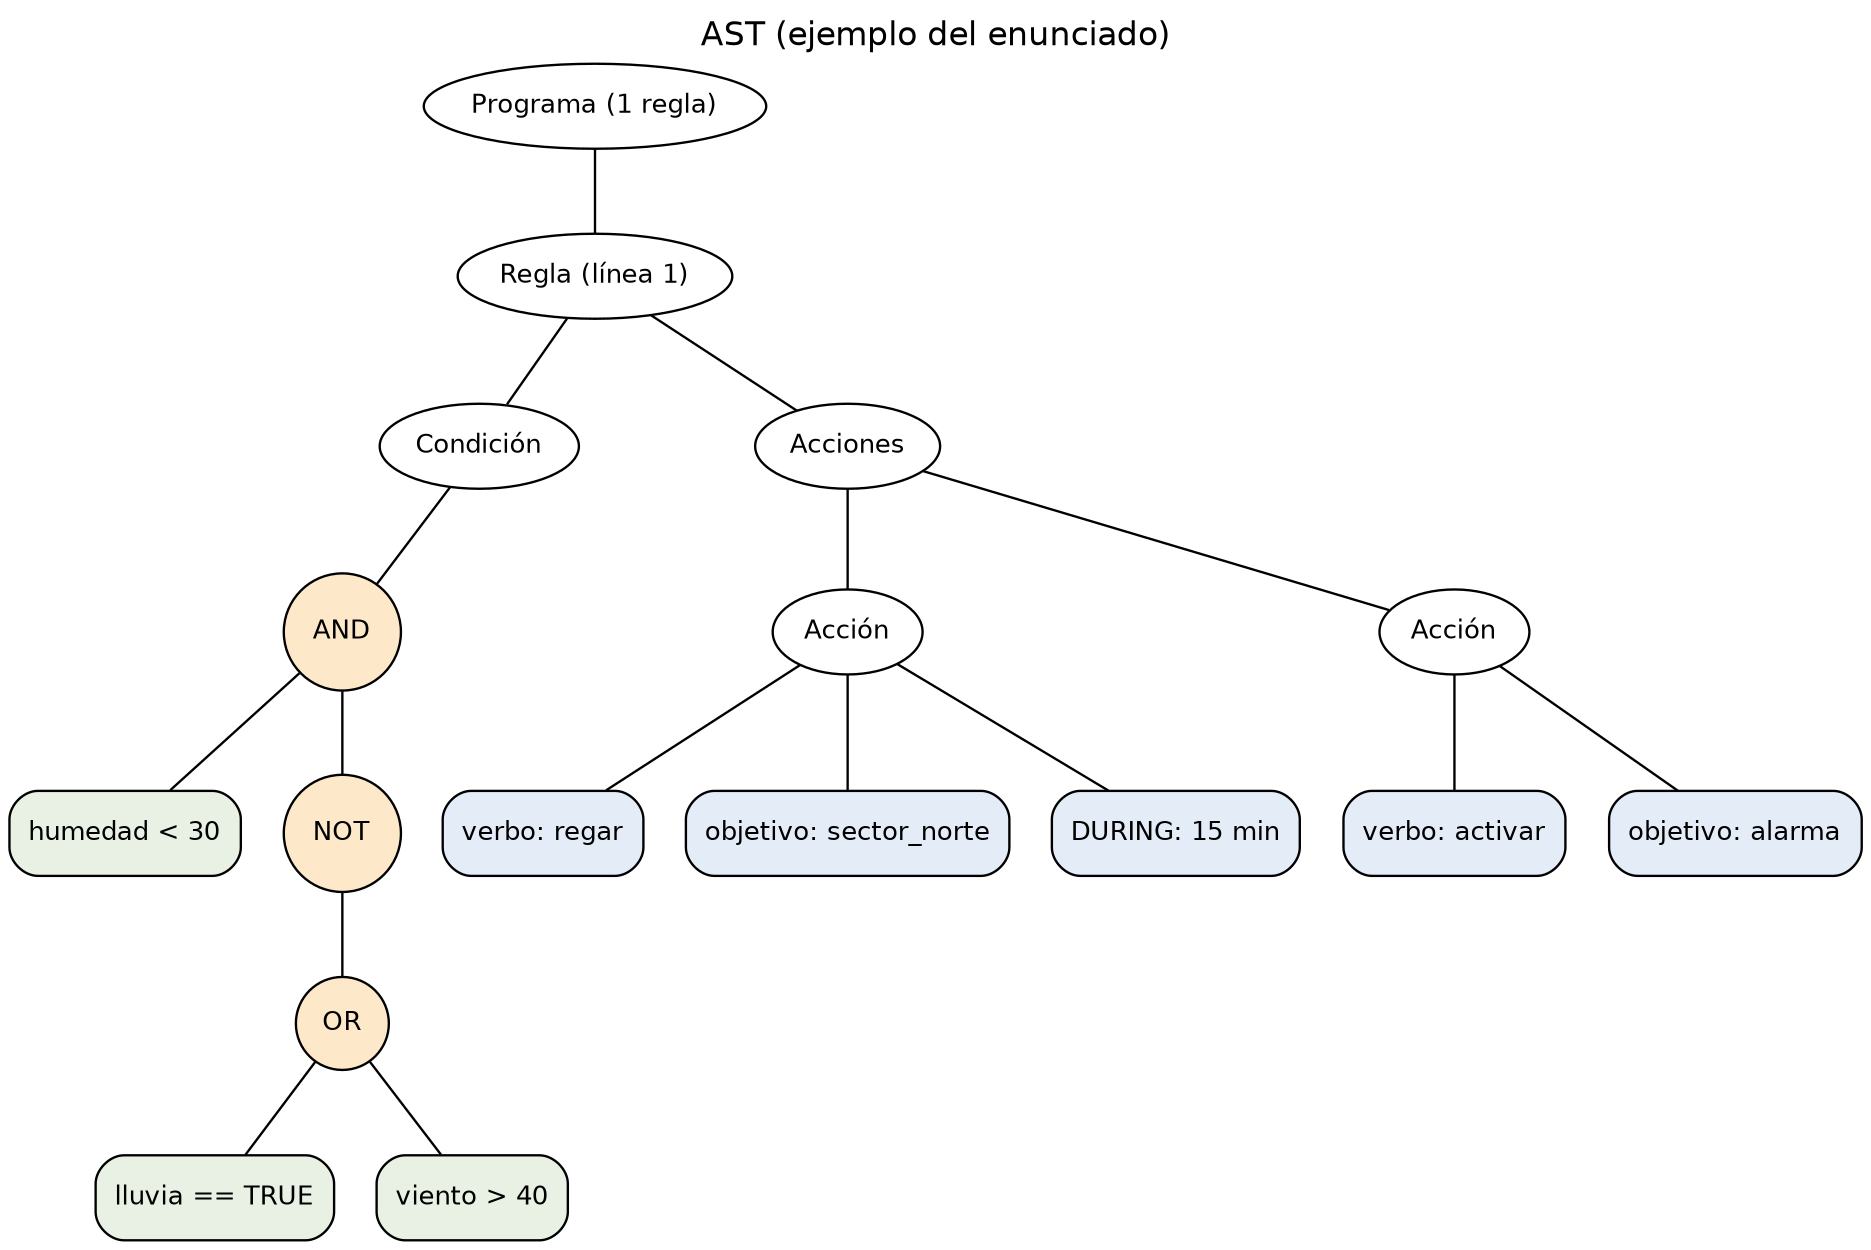 AST (ejemplo del enunciado)
Programa (1 regla)
Regla (línea 1)
Condición
Acciones
AND
Acción
Acción
humedad < 30
NOT
verbo: regar
objetivo: sector_norte
DURING: 15 min
verbo: activar
objetivo: alarma
OR
lluvia == TRUE
viento > 40